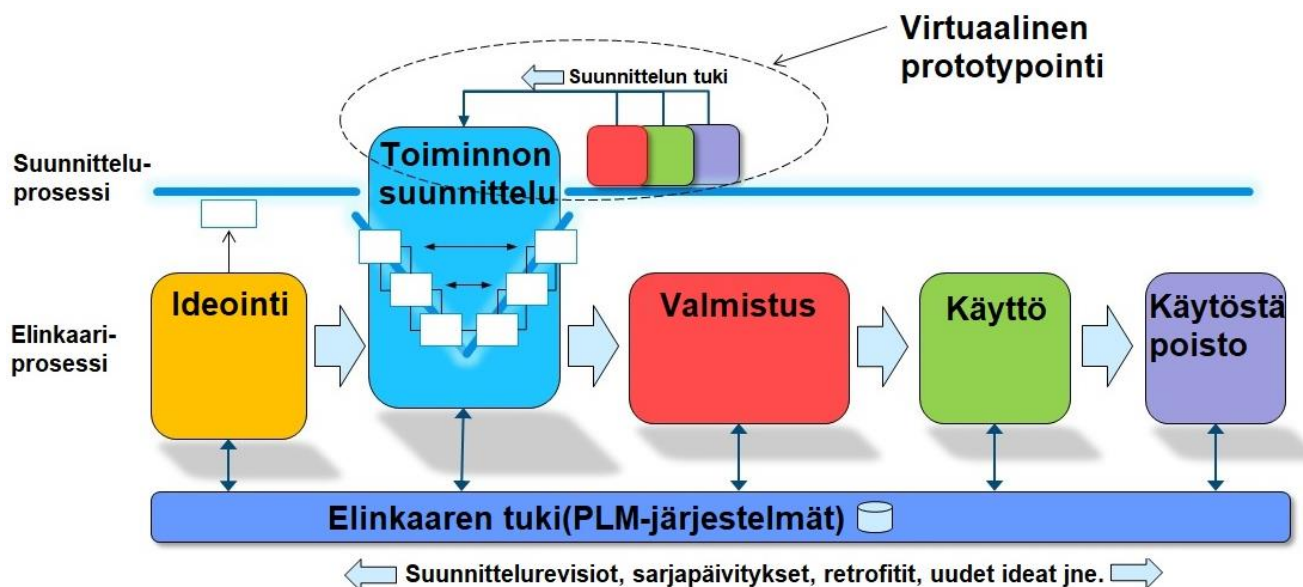 Virtuaalinen
prototypointi
Suunnittelun tuki
Suunnittelu-
prosessi
Toiminnon
suunnittelu
Elinkaari-
prosessi
Ideointi
Valmistus
Käyttö
Käytöstä
poisto
Elinkaaren tuki(PLM-järjestelmät)
Suunnittelurevisiot, sarjapäivitykset, retrofitit, uudet ideat jne.